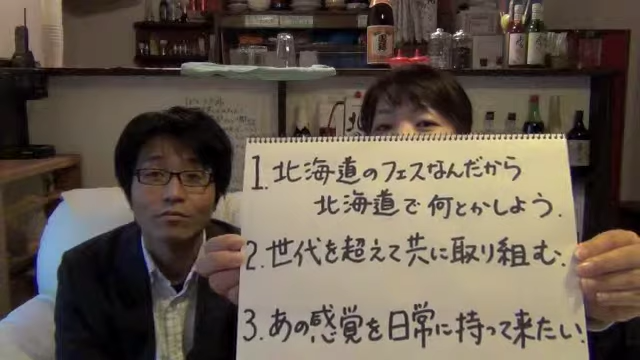 1. 北海道のフェスなんだから
北海道で何とかしよう.
2. 世代を超えて共に取り組む.
3. あの感覚を日常に持って来たい.